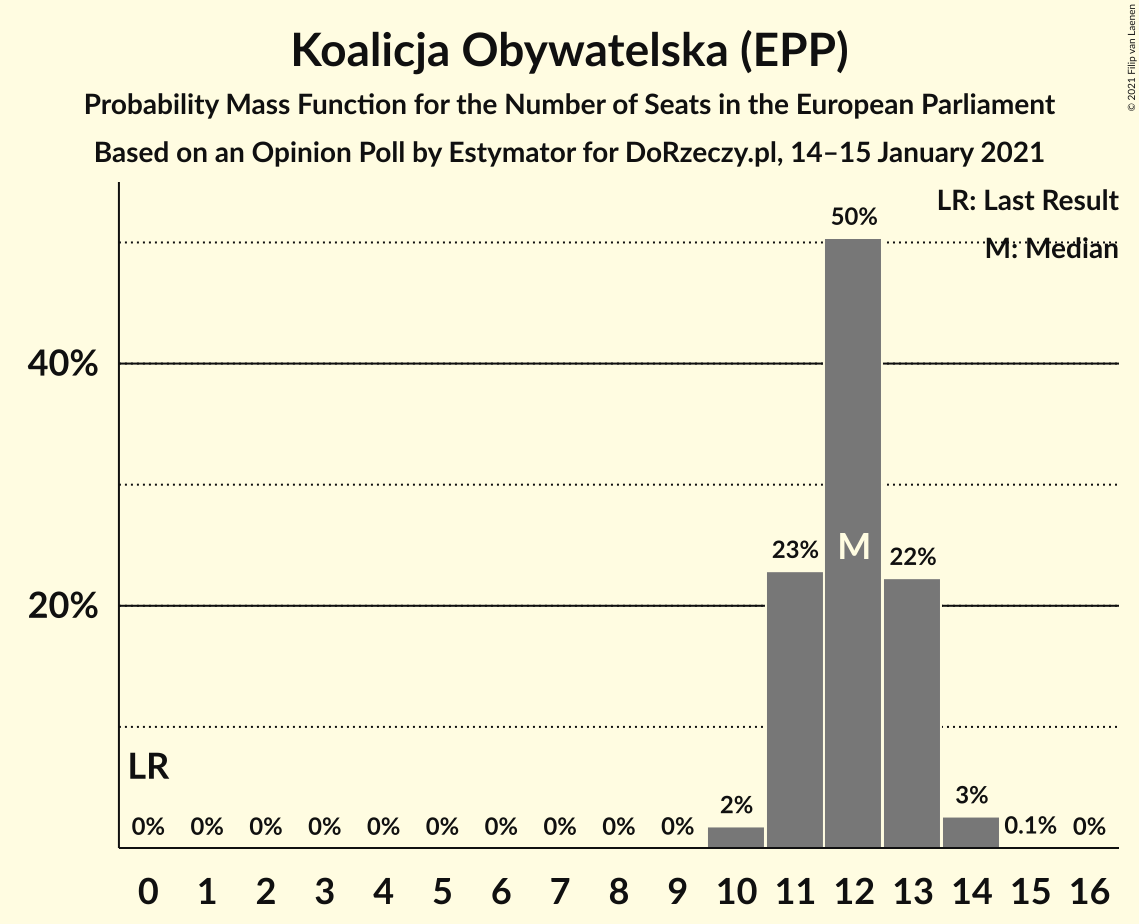 Koalicja Obywatelska (EPP)
Probability Mass Function for the Number of Seats in the European Parliament
Based on an Opinion Poll by Estymator for DoRzeczy.pl, 14–15 January 2021
© 2021 Filip van Laenen
LR: Last Result
M: Median
50%
40%
23%
M
22%
20%
LR
0% 0% 0% 0% 0% 0% 0% 0% 0% 0% 2% 3% 0.1% 0%
0 1 2 3 4 5 6 7 8 9 10 11 12 13 14 15 16